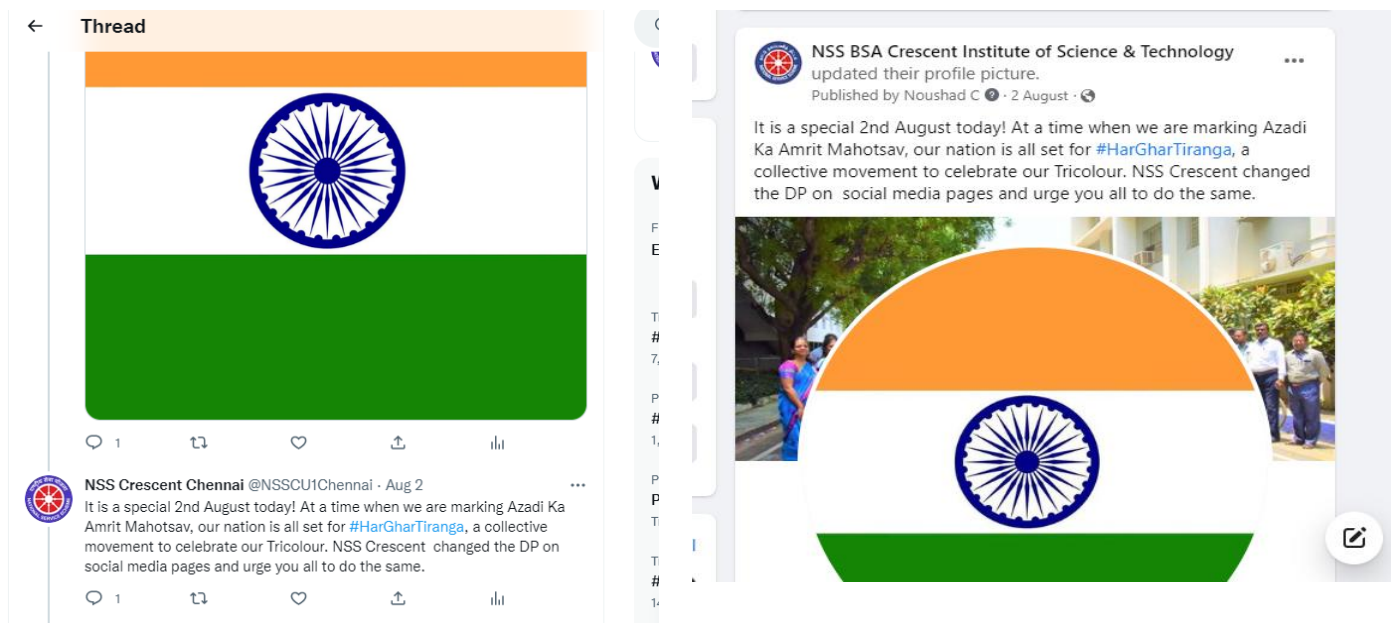 Thread
1
NSS Crescent Chennai @NSSCU1Chennai · Aug 2
It is a special 2nd August today! At a time when we are marking Azadi Ka
Amrit Mahotsav, our nation is all set for #HarGharTiranga, a collective
movement to celebrate our Tricolour. NSS Crescent changed the DP on
social media pages and urge you all to do the same.
1
NSS BSA Crescent Institute of Science & Technology
updated their profile picture.
Published by Noushad C · 2 August ·
It is a special 2nd August today! At a time when we are marking Azadi
Ka Amrit Mahotsav, our nation is all set for #HarGharTiranga, a
collective movement to celebrate our Tricolour. NSS Crescent changed
the DP on social media pages and urge you all to do the same.